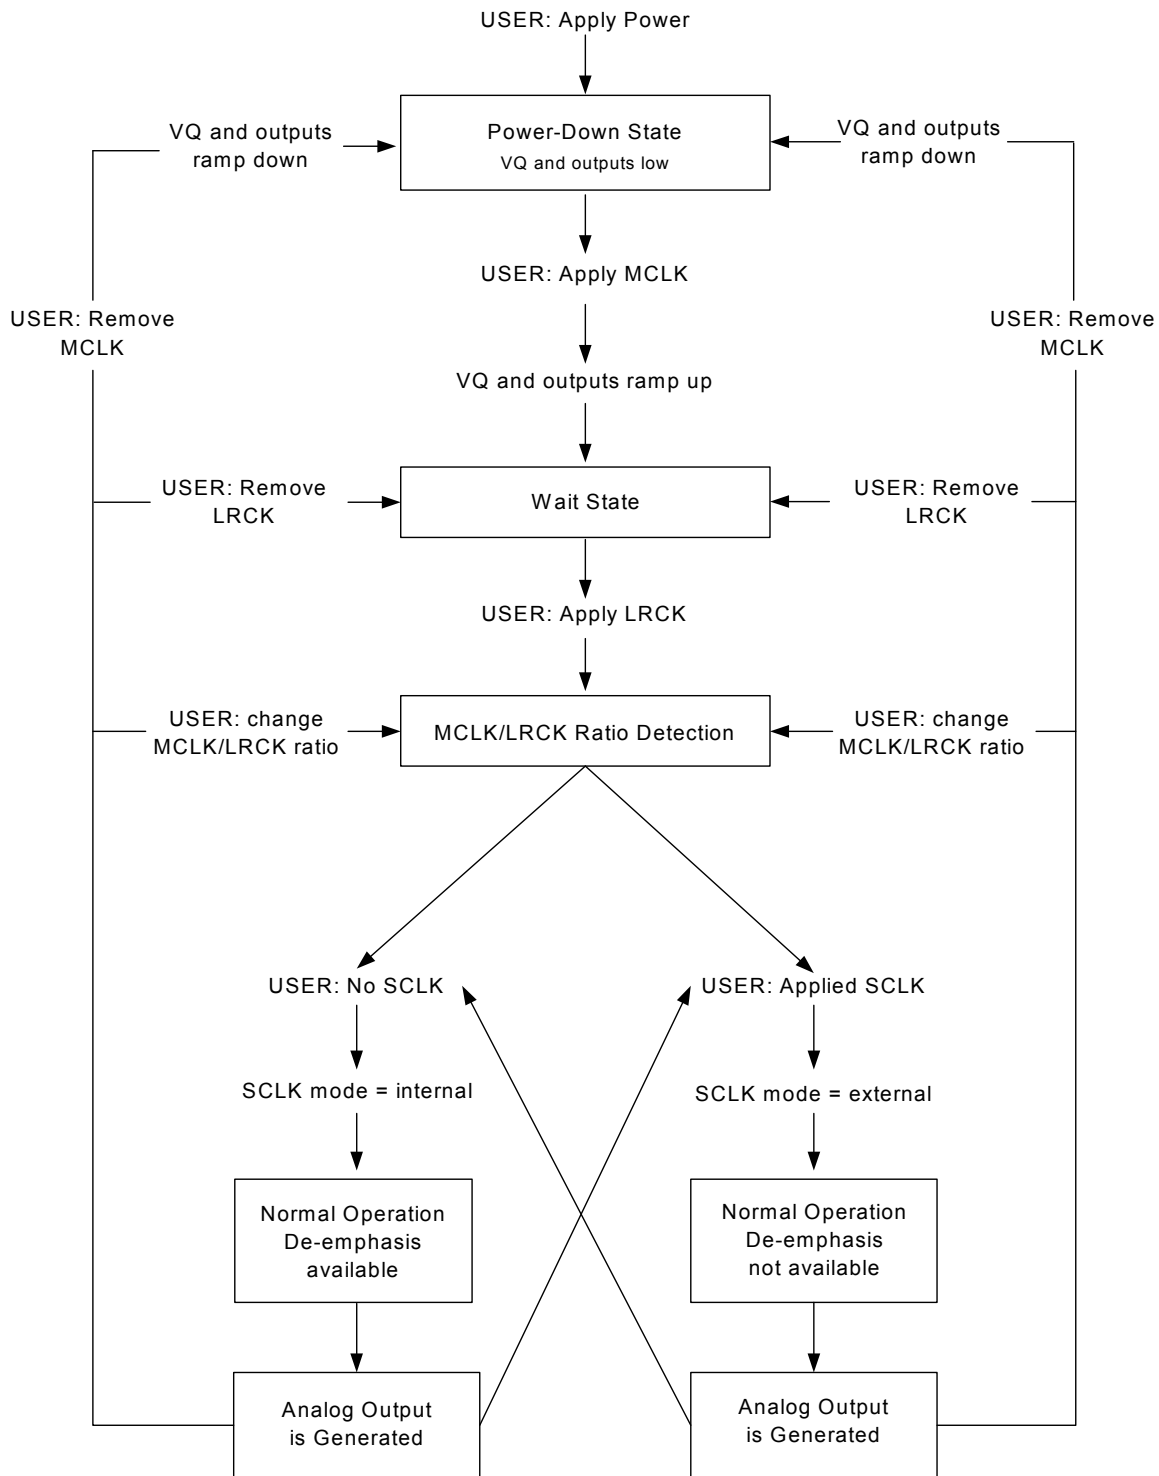 USER: Apply Power
VQ and outputs
ramp down
Power-Down State
VQ and outputs low
VQ and outputs
ramp down
USER: Apply MCLK
USER: Remove
MCLK
USER: Remove
MCLK
VQ and outputs ramp up
USER: Remove
LRCK
Wait State
USER: Remove
LRCK
USER: Apply LRCK
USER: change
MCLK/LRCK ratio
MCLK/LRCK Ratio Detection
USER: change
MCLK/LRCK ratio
USER: No SCLK
USER: Applied SCLK
SCLK mode = internal
SCLK mode = external
Normal Operation
De-emphasis
available
Normal Operation
De-emphasis
not available
Analog Output
is Generated
Analog Output
is Generated